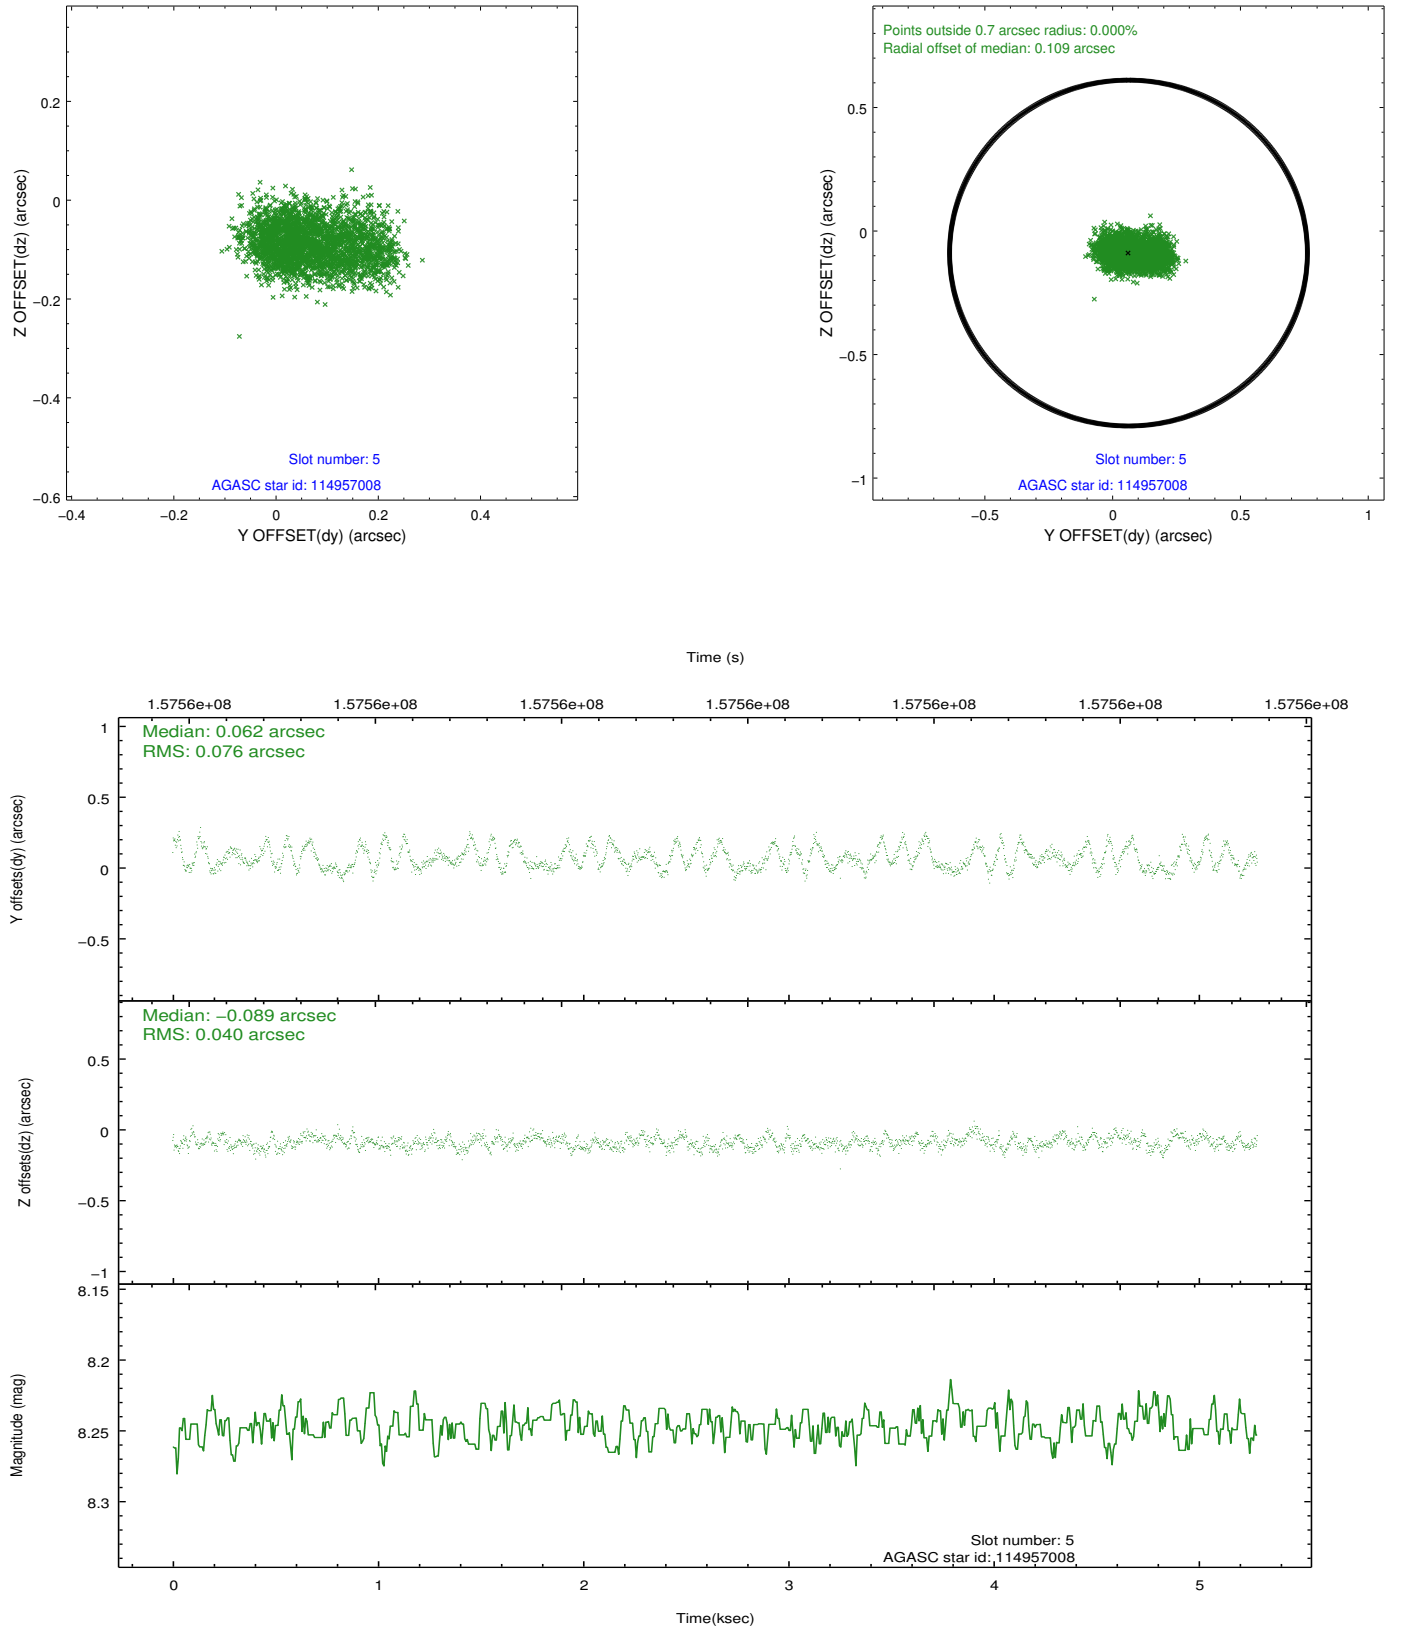 0.2
0
−0.2
−0.4
−0.6
Z OFFSET(dz) (arcsec)
Slot number: 5
AGASC star id: 114957008
−0.4 −0.2 0 0.2 0.4
Y OFFSET(dy) (arcsec)
Points outside 0.7 arcsec radius: 0.000%
Radial offset of median: 0.109 arcsec
0.5
0
−0.5
−1
Z OFFSET(dz) (arcsec)
Slot number: 5
AGASC star id: 114957008
−0.5 0 0.5 1
Y OFFSET(dy) (arcsec)
Time (s)
1.5756e+08 1.5756e+08 1.5756e+08 1.5756e+08 1.5756e+08 1.5756e+08 1.5756e+08
Median: 0.062 arcsec
RMS: 0.076 arcsec
1
0.5
0
−0.5
Y offsets(dy) (arcsec)
Median: −0.089 arcsec
RMS: 0.040 arcsec
0.5
0
−0.5
−1
Z offsets(dz) (arcsec)
8.15
8.2
8.25
8.3
Magnitude (mag)
Slot number: 5
AGASC star id: 114957008
0 1 2 3 4 5
Time(ksec)